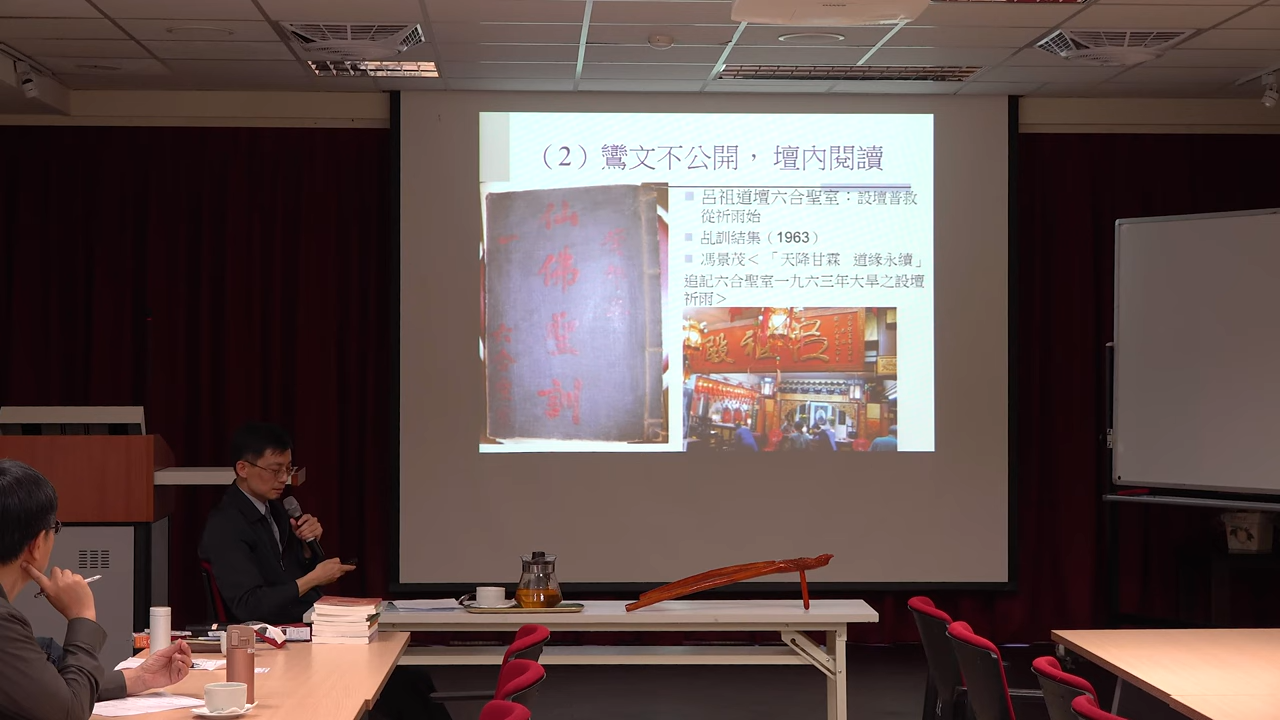 （2）鸞文不公開， 壇內閱讀
呂祖道壇六合聖室：設壇普救
從祈雨始
乩訓結集（1963）
馮景茂＜「天降甘霖 道緣永續」
追記六合聖室一九六三年大旱之設壇
祈雨＞
仙佛聖訓
呂祖殿